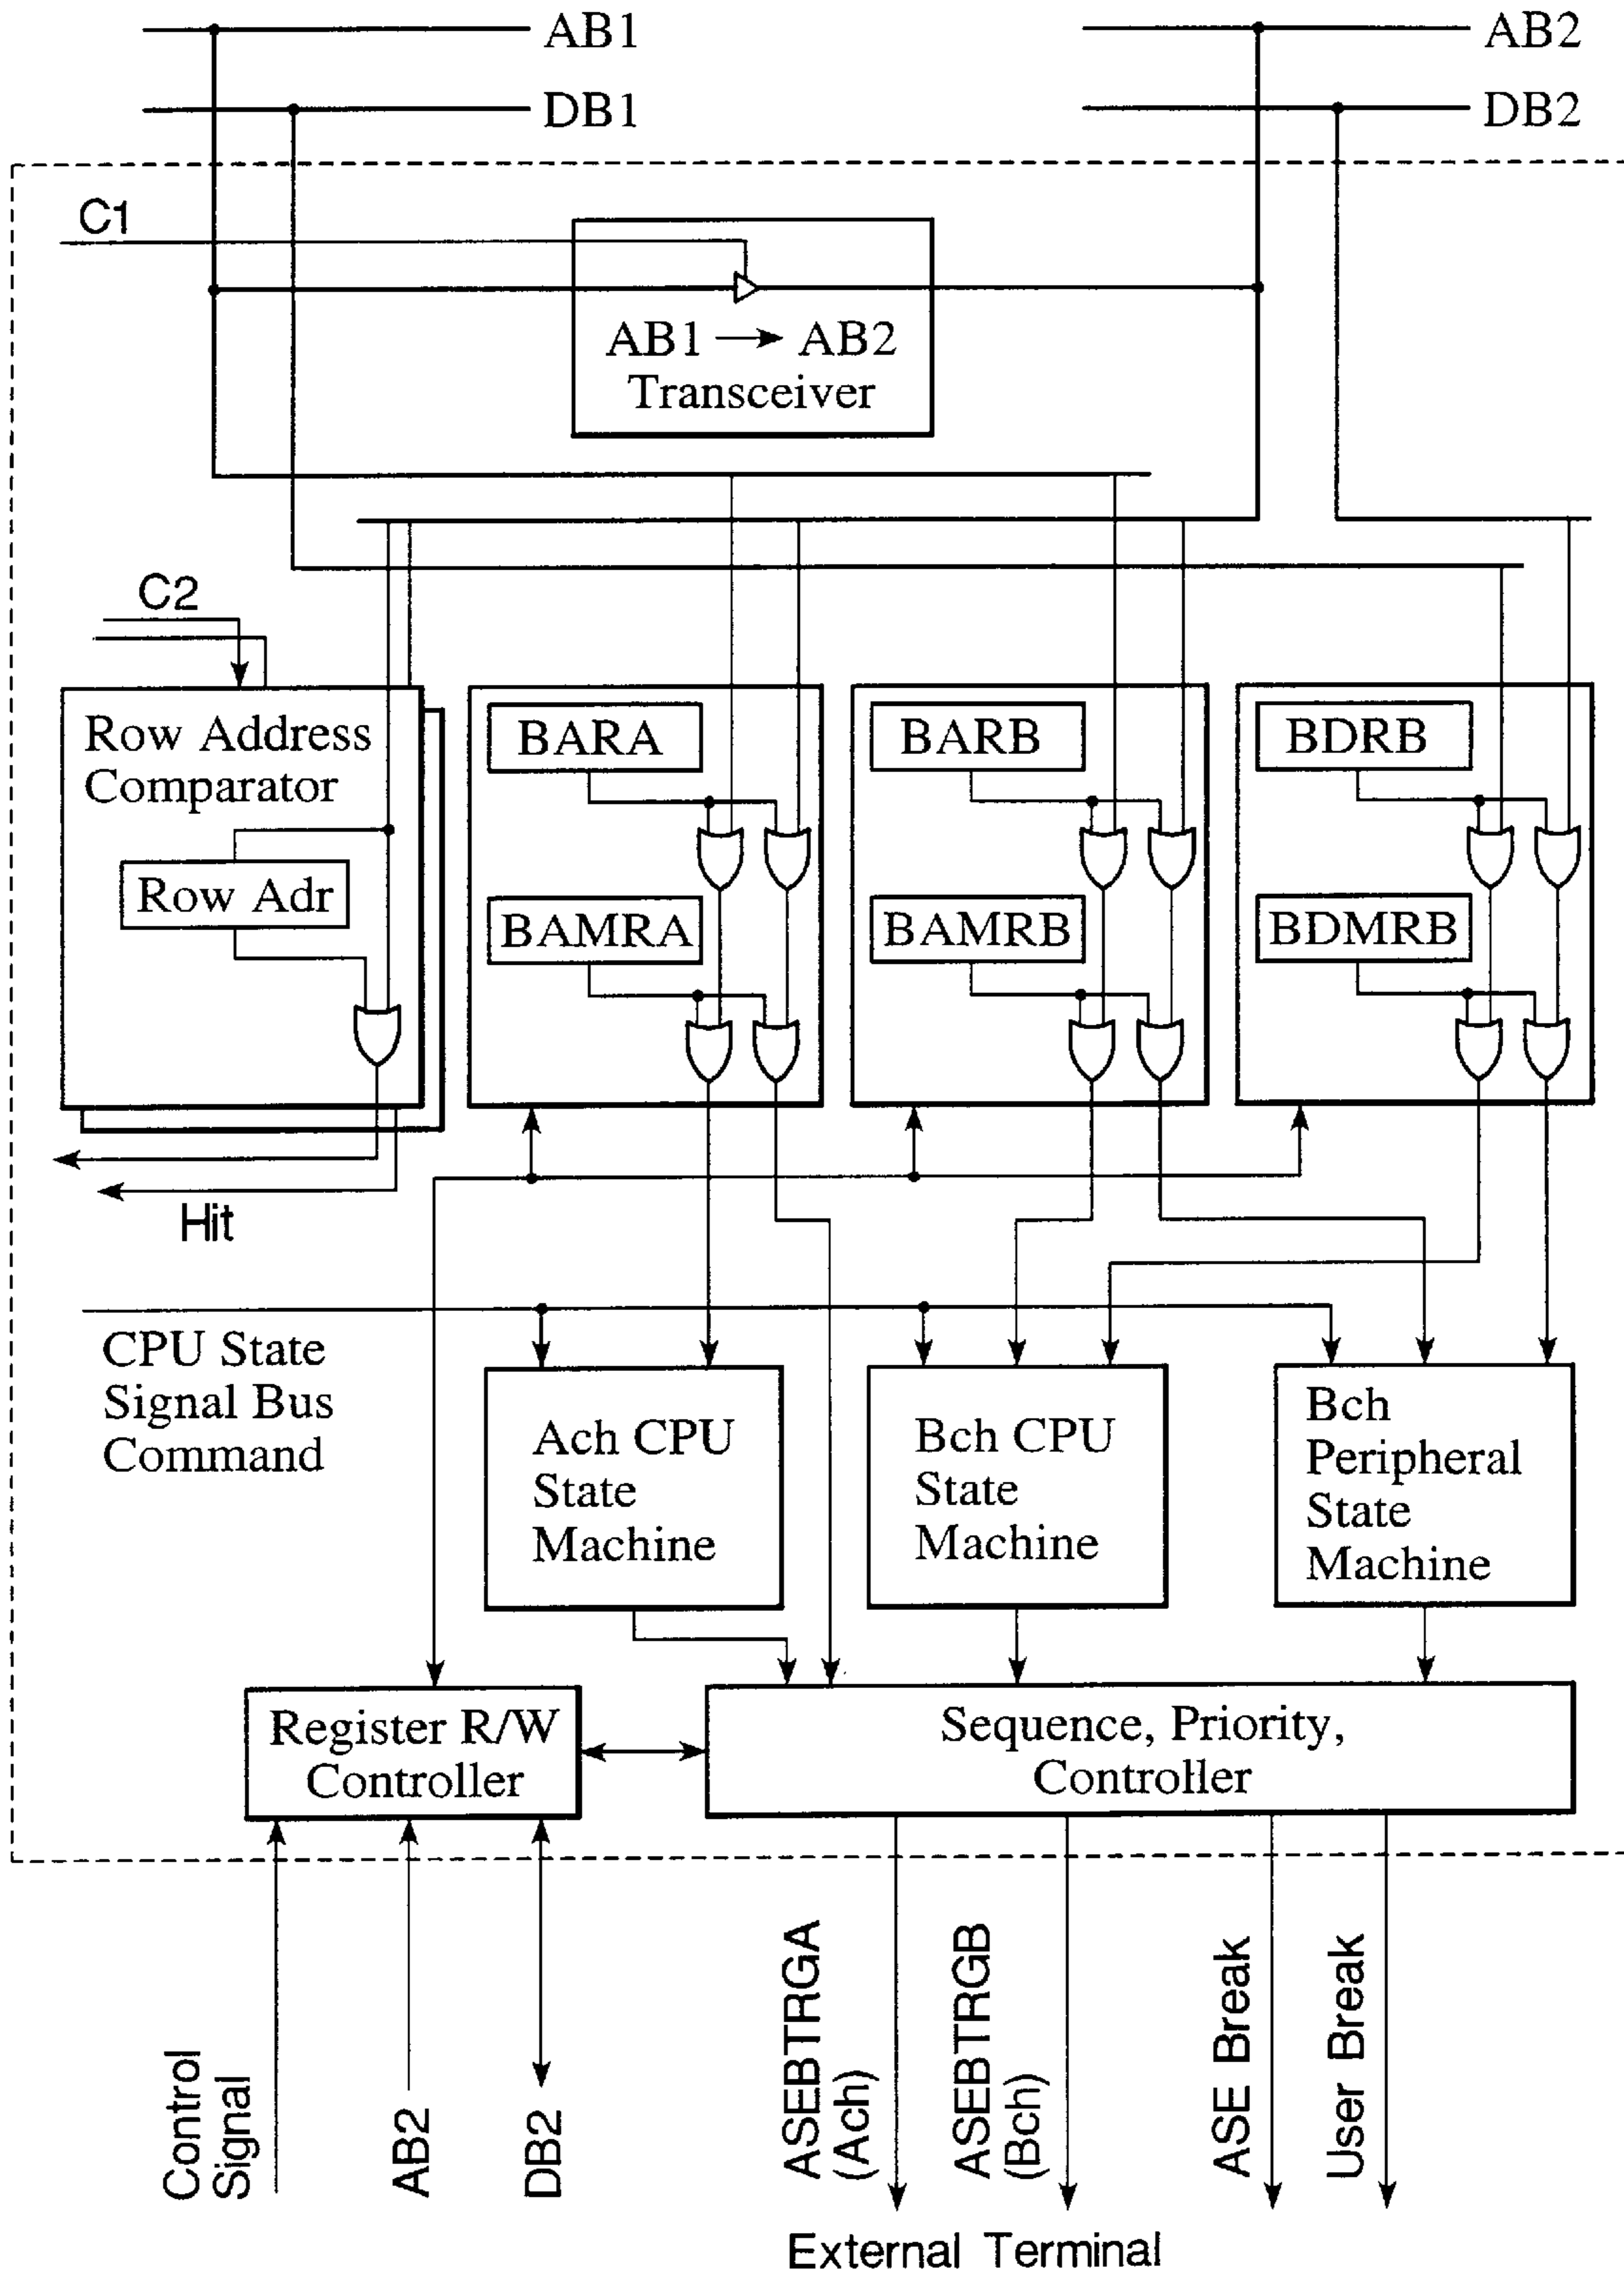 AB1
AB2
DB1
DB2
C1
AB1 → AB2
Transceiver
C2
Row Address
Comparator
Row Adr
BARA
BAMRA
BARB
BAMRB
BDRB
BDMRB
Hit
CPU State
Signal Bus
Command
Ach CPU
State
Machine
Bch CPU
State
Machine
Bch
Peripheral
State
Machine
Register R/W
Controller
Sequence, Priority,
Controller
Control
Signal
AB2
DB2
ASEBTRGA
(Ach)
ASEBTRGB
(Bch)
ASE Break
User Break
External Terminal